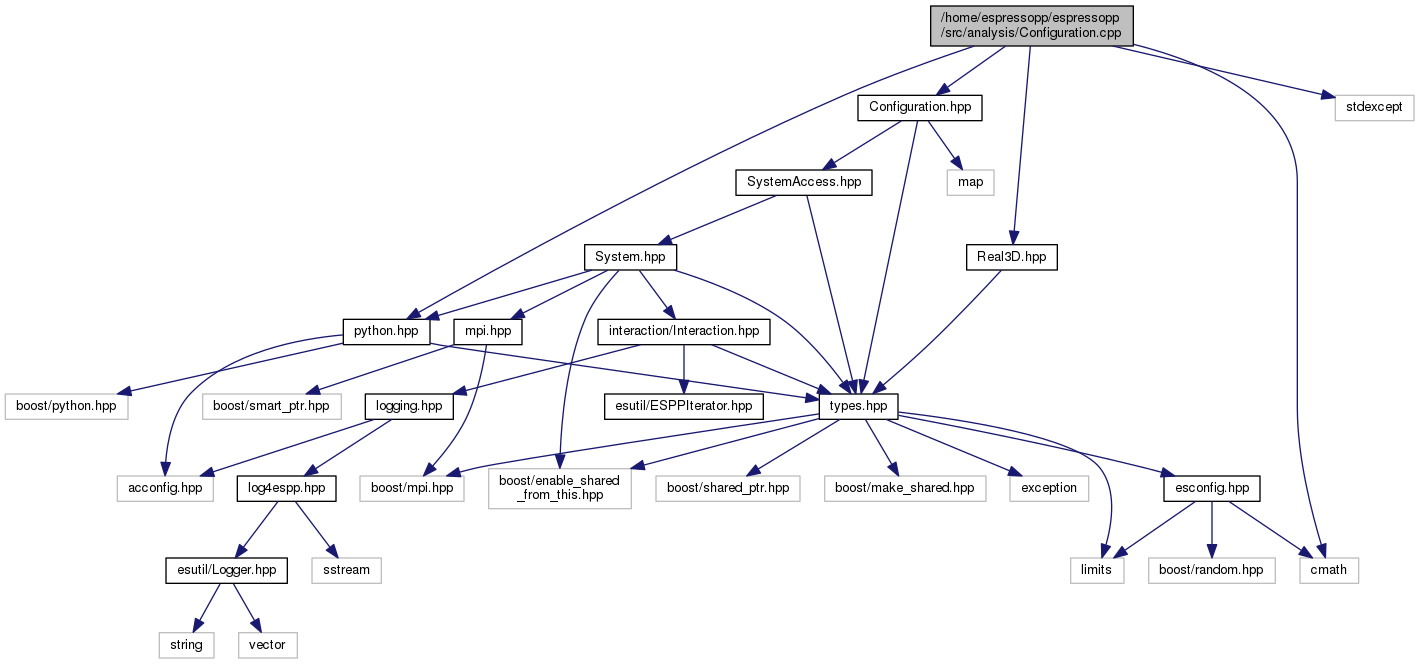 /home/espressopp/espressopp
/src/analysis/Configuration.cpp
Configuration.hpp
stdexcept
SystemAccess.hpp
map
System.hpp
Real3D.hpp
python.hpp
mpi.hpp
interaction/Interaction.hpp
boost/python.hpp
boost/smart_ptr.hpp
logging.hpp
esutil/ESPPIterator.hpp
types.hpp
acconfig.hpp
log4espp.hpp
boost/mpi.hpp
boost/enable_shared
_from_this.hpp
boost/shared_ptr.hpp
boost/make_shared.hpp
exception
esconfig.hpp
esutil/Logger.hpp
sstream
limits
boost/random.hpp
cmath
string
vector